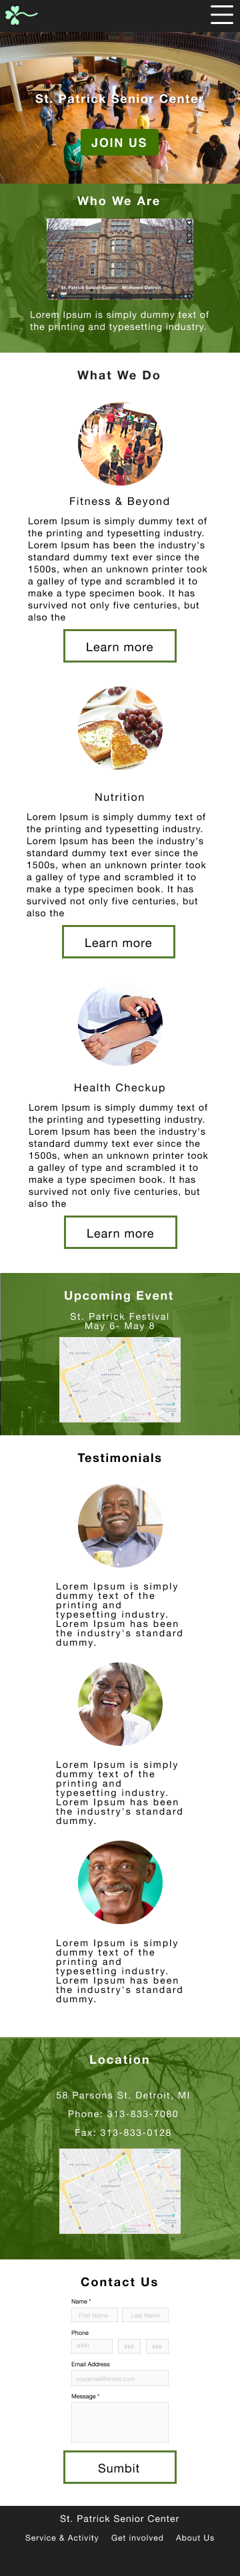 St. Patrick Senior Center
JOIN US
Who We Are
St. Patrick Senior Center - Midtown Detroit
Lorem Ipsum is simply dummy text of
the printing and typesetting industry.
What We Do
Fitness & Beyond
Lorem Ipsum is simply dummy text of
the printing and typesetting industry.
Lorem Ipsum has been the industry's
standard dummy text ever since the
1500s, when an unknown printer took
a galley of type and scrambled it to
make a type specimen book. It has
survived not only five centuries, but
also the
Learn more
Nutrition
Lorem Ipsum is simply dummy text of
the printing and typesetting industry.
Lorem Ipsum has been the industry's
standard dummy text ever since the
1500s, when an unknown printer took
a galley of type and scrambled it to
make a type specimen book. It has
survived not only five centuries, but
also the
Learn more
Health Checkup
Lorem Ipsum is simply dummy text of
the printing and typesetting industry.
Lorem Ipsum has been the industry's
standard dummy text ever since the
1500s, when an unknown printer took
a galley of type and scrambled it to
make a type specimen book. It has
survived not only five centuries, but
also the
Learn more
Upcoming Event
St. Patrick Festival
May 6- May 8
Testimonials
Lorem Ipsum is simply
dummy text of the
printing and
typesetting industry.
Lorem Ipsum has been
the industry's standard
dummy.
Lorem Ipsum is simply
dummy text of the
printing and
typesetting industry.
Lorem Ipsum has been
the industry's standard
dummy.
Lorem Ipsum is simply
dummy text of the
printing and
typesetting industry.
Lorem Ipsum has been
the industry's standard
dummy.
Location
58 Parsons St. Detroit, MI
Phone: 313-833-7080
Fax: 313-833-0128
Contact Us
Name *
First Name Last Name
Phone
(###) ### ###
Email Address
youremail@email.com
Message *
Sumbit
St. Patrick Senior Center
Service & Activity Get involved About Us